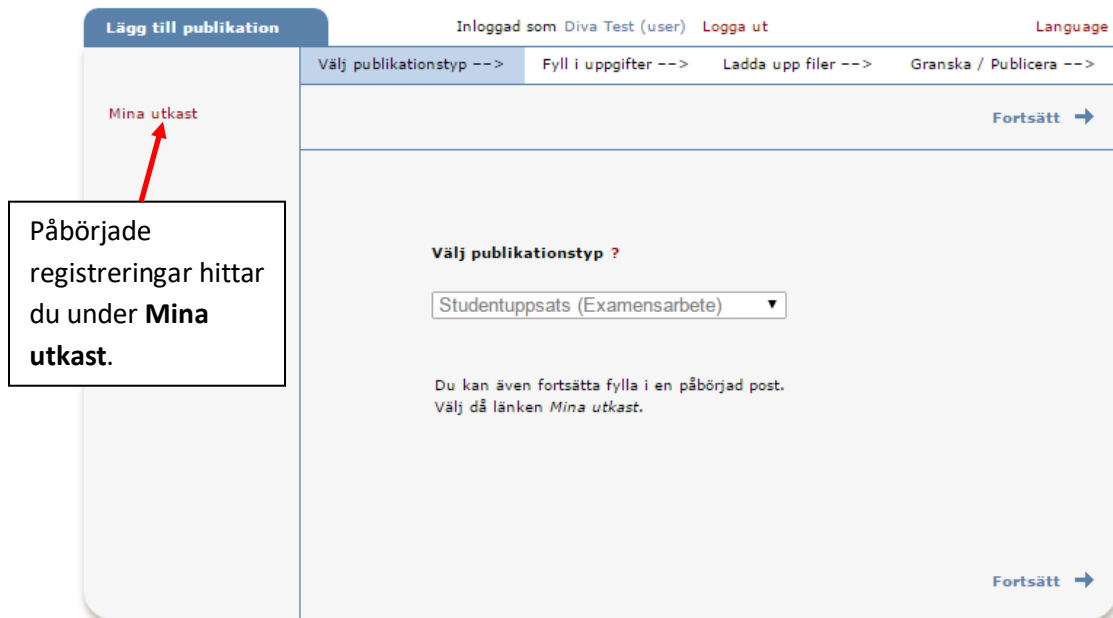 Lägg till publikation
Inloggad som Diva Test (user) Logga ut Language
Välj publikationstyp --> Fyll i uppgifter --> Ladda upp filer --> Granska / Publicera -->
Mina utkast
Fortsätt
Påbörjade
registreringar hittar
du under Mina
utkast.
Välj publikationstyp ?
Studentuppsats (Examensarbete)
Du kan även fortsätta fylla i en påbörjad post.
Välj då länken Mina utkast.
Fortsätt